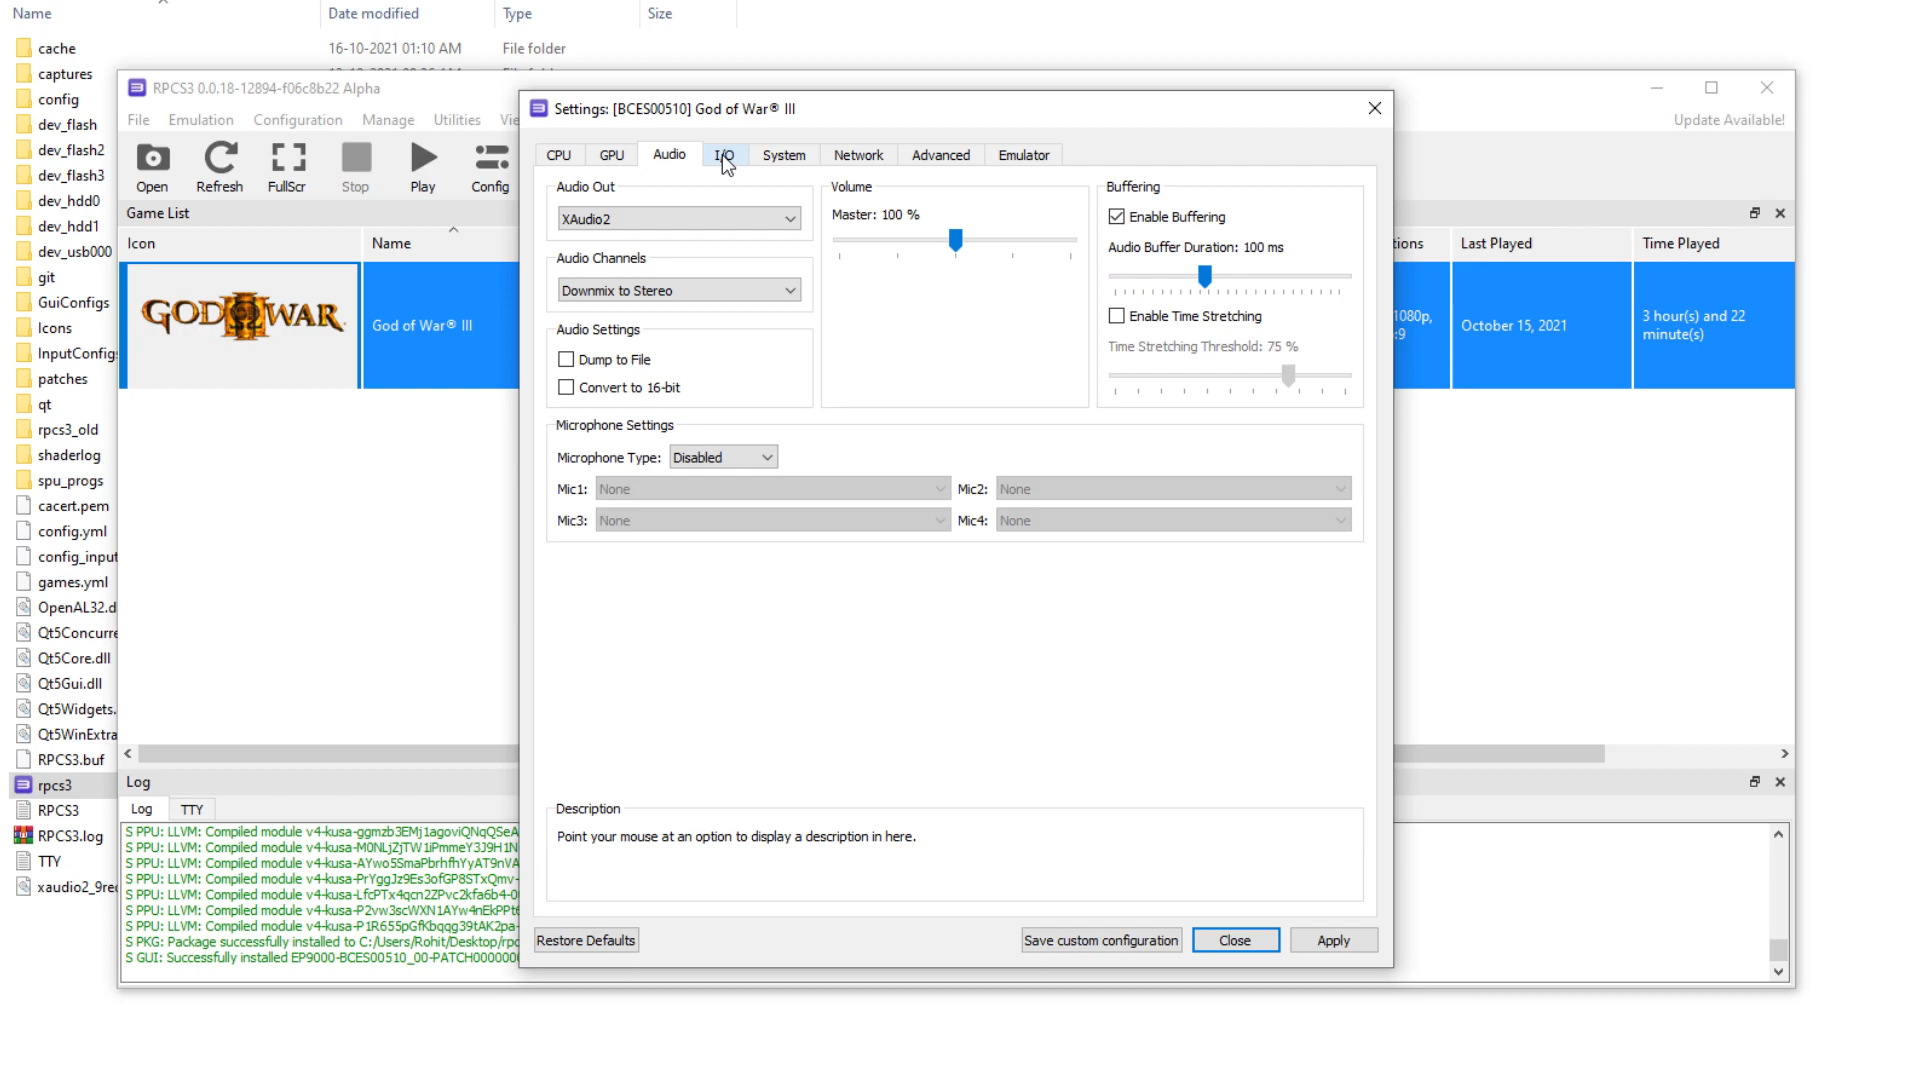 Name
Date modified
Type
Size
cache
16-10-2021 01:10 AM
File folder
captures
config
dev_flash
dev_flash2
dev_flash3
dev_hdd0
dev_hdd1
dev_usb000
git
GuiConfigs
Icons
InputConfigs
patches
qt
rpcs3_old
shaderlog
spu_progs
cacert.pem
config.yml
config_input
games.yml
OpenAL32.d
Qt5Concurre
Qt5Core.dll
Qt5Gui.dll
Qt5Widgets.
Qt5WinExtra
RPCS3.buf
rpcs3
RPCS3
RPCS3.log
TTY
xaudio2_9red
RPCS3 0.0.18-12894-f06c8b22 Alpha
File Emulation Configuration Manage Utilities Vie
Update Available!
Open Refresh FullScr Stop Play Config
Game List
Icon
Name
GOD OF WAR
God of War® III
tions
Last Played
Time Played
1080p,
:9
October 15, 2021
3 hour(s) and 22
minute(s)
Settings: [BCES00510] God of War® III
CPU GPU Audio I/O System Network Advanced Emulator
Audio Out
XAudio2
Audio Channels
Downmix to Stereo
Audio Settings
Dump to File
Convert to 16-bit
Volume
Master: 100 %
Buffering
Enable Buffering
Audio Buffer Duration: 100 ms
Enable Time Stretching
Time Stretching Threshold: 75 %
Microphone Settings
Microphone Type: Disabled
Mic1: None
Mic2: None
Mic3: None
Mic4: None
Description
Point your mouse at an option to display a description in here.
Restore Defaults
Save custom configuration
Close
Apply
Log
Log TTY
S PPU: LLVM: Compiled module v4-kusa-ggmzb3EMj1agoviQNqQSeA
S PPU: LLVM: Compiled module v4-kusa-M0NLjZjTW1iPmmeY3J9H1N
S PPU: LLVM: Compiled module v4-kusa-AYwo5SmaPbrhfhYyAT9nVA
S PPU: LLVM: Compiled module v4-kusa-PrYggJz9Es3ofGP8STxQmv-
S PPU: LLVM: Compiled module v4-kusa-LfcPTx4qcn2ZPvc2kfa6b4-0
S PPU: LLVM: Compiled module v4-kusa-P2vw3scWXN1AYw4nEkPPt6
S PPU: LLVM: Compiled module v4-kusa-P1R655pGfKbqqg39tAK2pa-
S PKG: Package successfully installed to C:/Users/Rohit/Desktop/rpc
S GUI: Successfully installed EP9000-BCES00510_00-PATCH0000000